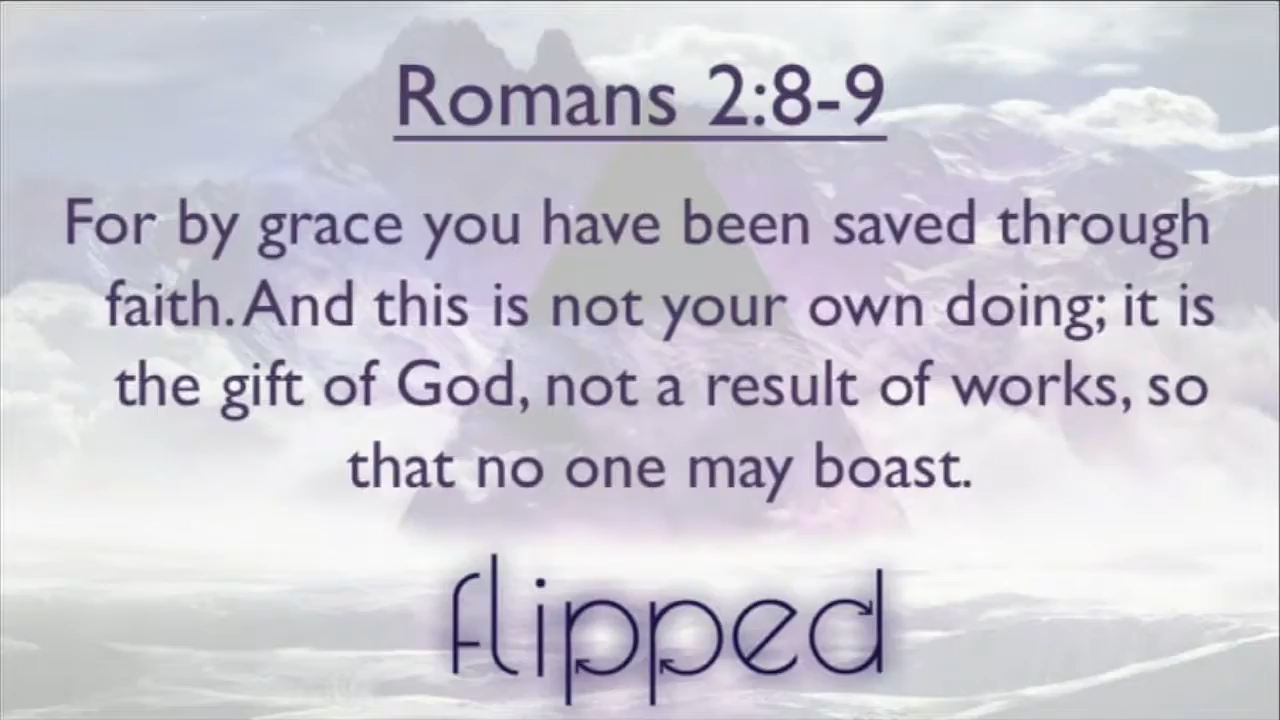 Romans 2:8-9
For by grace you have been saved through
faith. And this is not your own doing; it is
the gift of God, not a result of works, so
that no one may boast.
flipped